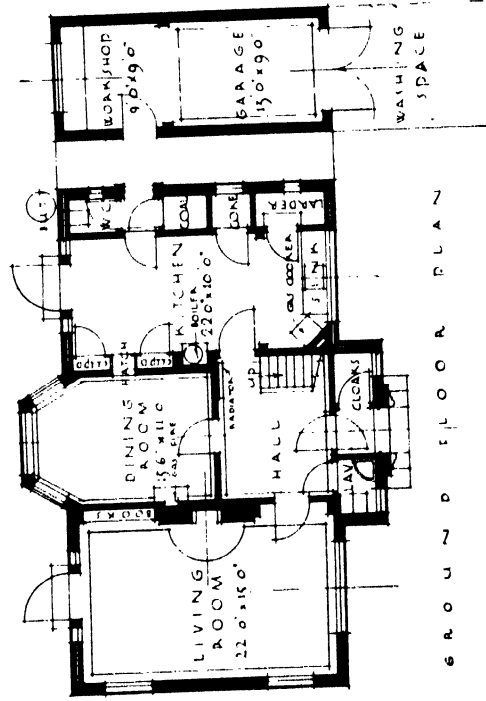 WORKSHOP
9'0"x9'0"
GARAGE
15'0"x9'0"
WASHING
SPACE
W.C.
COAL
COKE
LARDER
KITCHEN
22'0"x10'0"
BOILER
GAS COOKER
SINK
CUPD
HATCH
CUPD
DINING
ROOM
15'6"x11'0"
GAS FIRE
RADIATOR
UP
HALL
CLOAKS
LAV.
BOOKS
LIVING
ROOM
22'0"x15'0"
GROUND FLOOR PLAN